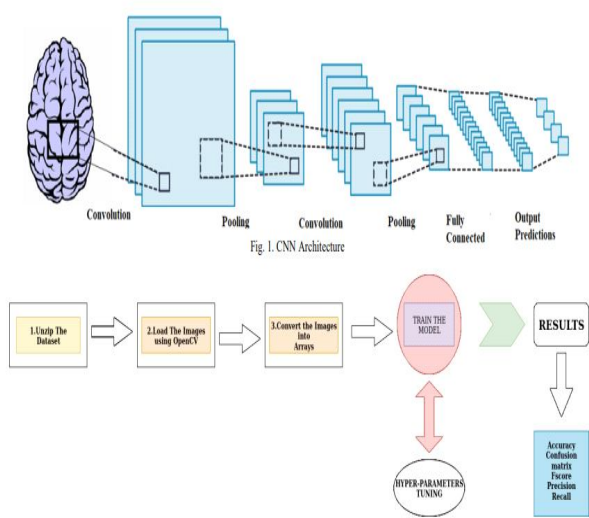 Convolution
Pooling
Convolution
Pooling
Fully
Connected
Output
Predictions
Fig. 1. CNN Architecture
1.Unzip The
Dataset
2.Load The Images
using OpenCV
3.Convert the Images
into
Arrays
TRAIN THE
MODEL
RESULTS
HYPER-PARAMETERS
TUNING
Accuracy
Confusion
matrix
Fscore
Precision
Recall